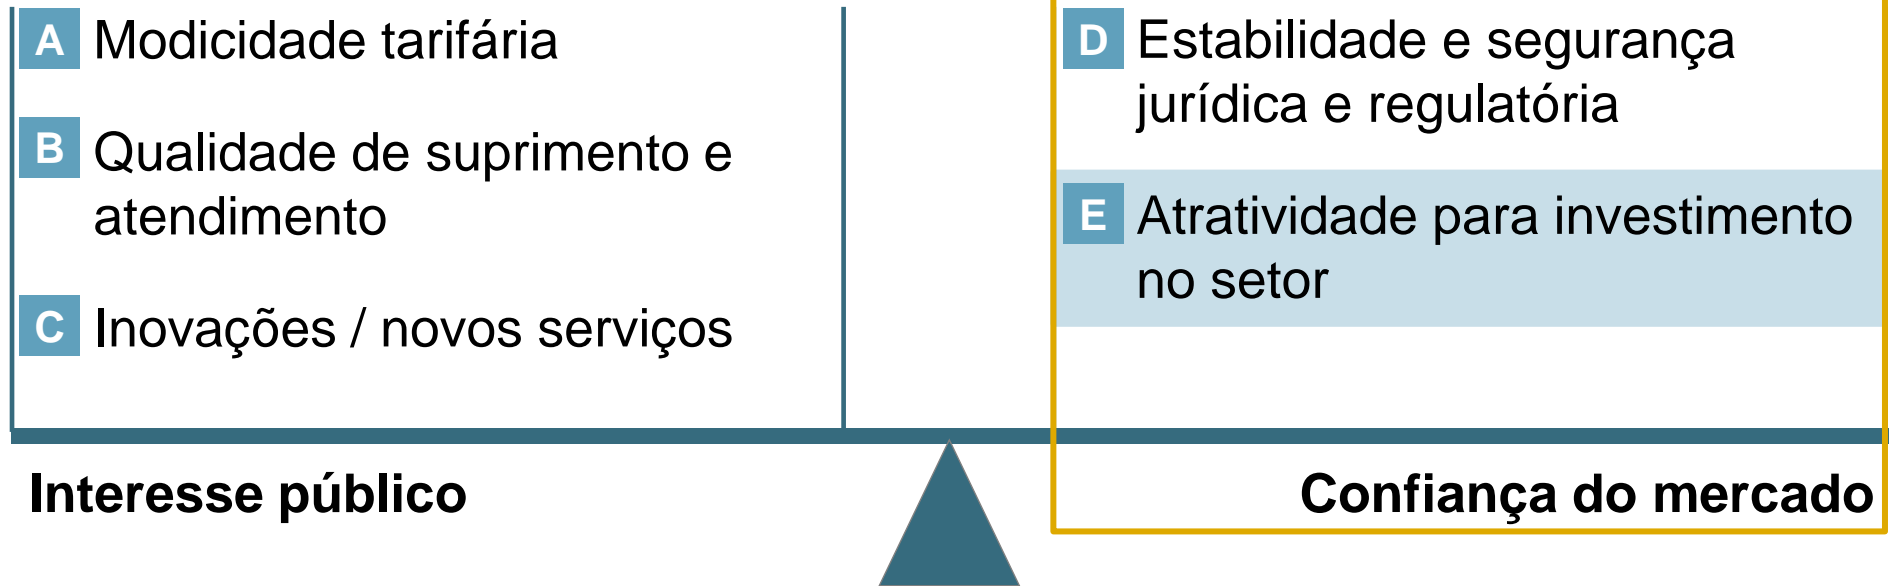 A Modicidade tarifária
B Qualidade de suprimento e
atendimento
C Inovações / novos serviços
Interesse público
D Estabilidade e segurança
jurídica e regulatória
E Atratividade para investimento
no setor
Confiança do mercado